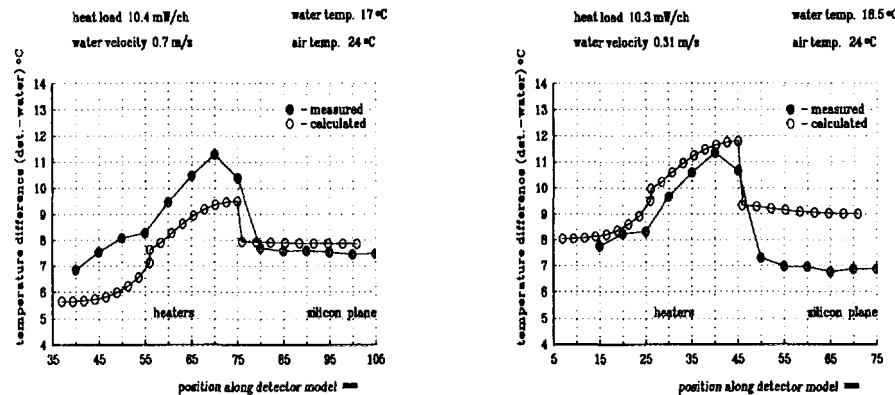 heat load 10.4 mW/ch
water temp. 17 °C
water velocity 0.7 m/s
air temp. 24 °C
temperature difference (det.-water) °C
14
13
12
11
10
9
8
7
6
5
4
- measured
- calculated
heaters
silicon plane
35 45 55 65 75 85 95 105
position along detector model
heat load 10.3 mW/ch
water temp. 16.5 °C
water velocity 0.31 m/s
air temp. 24 °C
temperature difference (det.-water) °C
14
13
12
11
10
9
8
7
6
5
4
- measured
- calculated
heaters
silicon plane
5 15 25 35 45 55 65 75
position along detector model